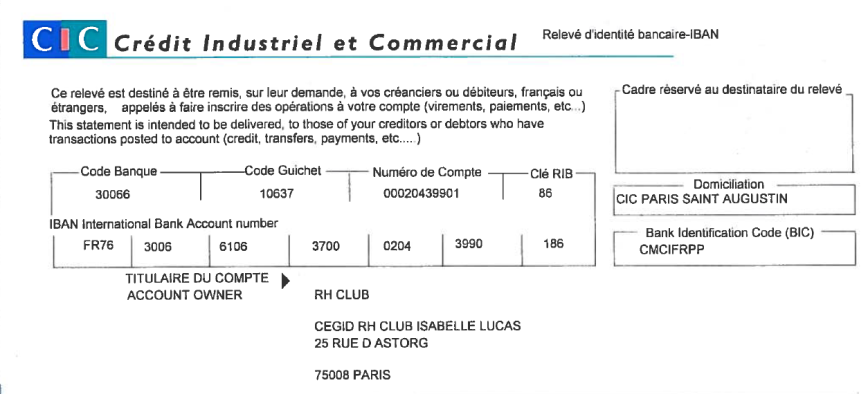 CIC Crédit Industriel et Commercial
Relevé d'identité bancaire-IBAN
Ce relevé est destiné à être remis, sur leur demande, à vos créanciers ou débiteurs, français ou
étrangers, appelés à faire inscrire des opérations à votre compte (virements, paiements, etc...)
This statement is intended to be delivered, to those of your creditors or debtors who have
transactions posted to account (credit, transfers, payments, etc.....)
Cadre réservé au destinataire du relevé
Code Banque Code Guichet Numéro de Compte Clé RIB
30066 10637 00020439901 86
Domiciliation
CIC PARIS SAINT AUGUSTIN
IBAN International Bank Account number
FR76 3006 6106 3700 0204 3990 186
Bank Identification Code (BIC)
CMCIFRPP
TITULAIRE DU COMPTE
ACCOUNT OWNER
RH CLUB
CEGID RH CLUB ISABELLE LUCAS
25 RUE D ASTORG
75008 PARIS